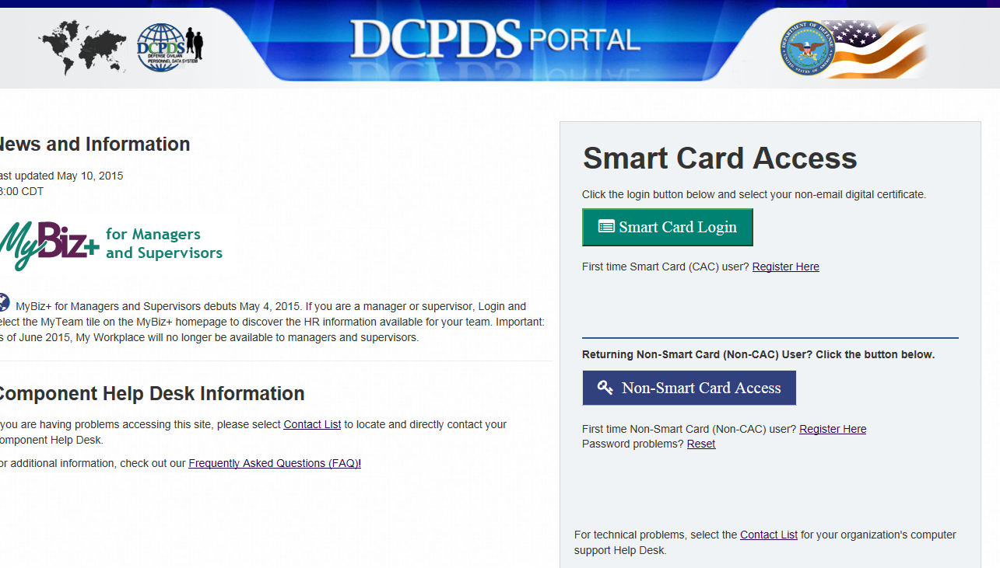 DCPDS PORTAL
DCPDS
DEFENSE CIVILIAN
PERSONNEL DATA SYSTEM
DEPARTMENT OF DEFENSE
UNITED STATES OF AMERICA
News and Information
ast updated May 10, 2015
:00 CDT
MyBiz+ for Managers
and Supervisors
MyBiz+ for Managers and Supervisors debuts May 4, 2015. If you are a manager or supervisor, Login and
elect the MyTeam tile on the MyBiz+ homepage to discover the HR information available for your team. Important:
s of June 2015, My Workplace will no longer be available to managers and supervisors.
Component Help Desk Information
you are having problems accessing this site, please select Contact List to locate and directly contact your
omponent Help Desk.
or additional information, check out our Frequently Asked Questions (FAQ)!
Smart Card Access
Click the login button below and select your non-email digital certificate.
Smart Card Login
First time Smart Card (CAC) user? Register Here
Returning Non-Smart Card (Non-CAC) User? Click the button below.
Non-Smart Card Access
First time Non-Smart Card (Non-CAC) user? Register Here
Password problems? Reset
For technical problems, select the Contact List for your organization's computer
support Help Desk.